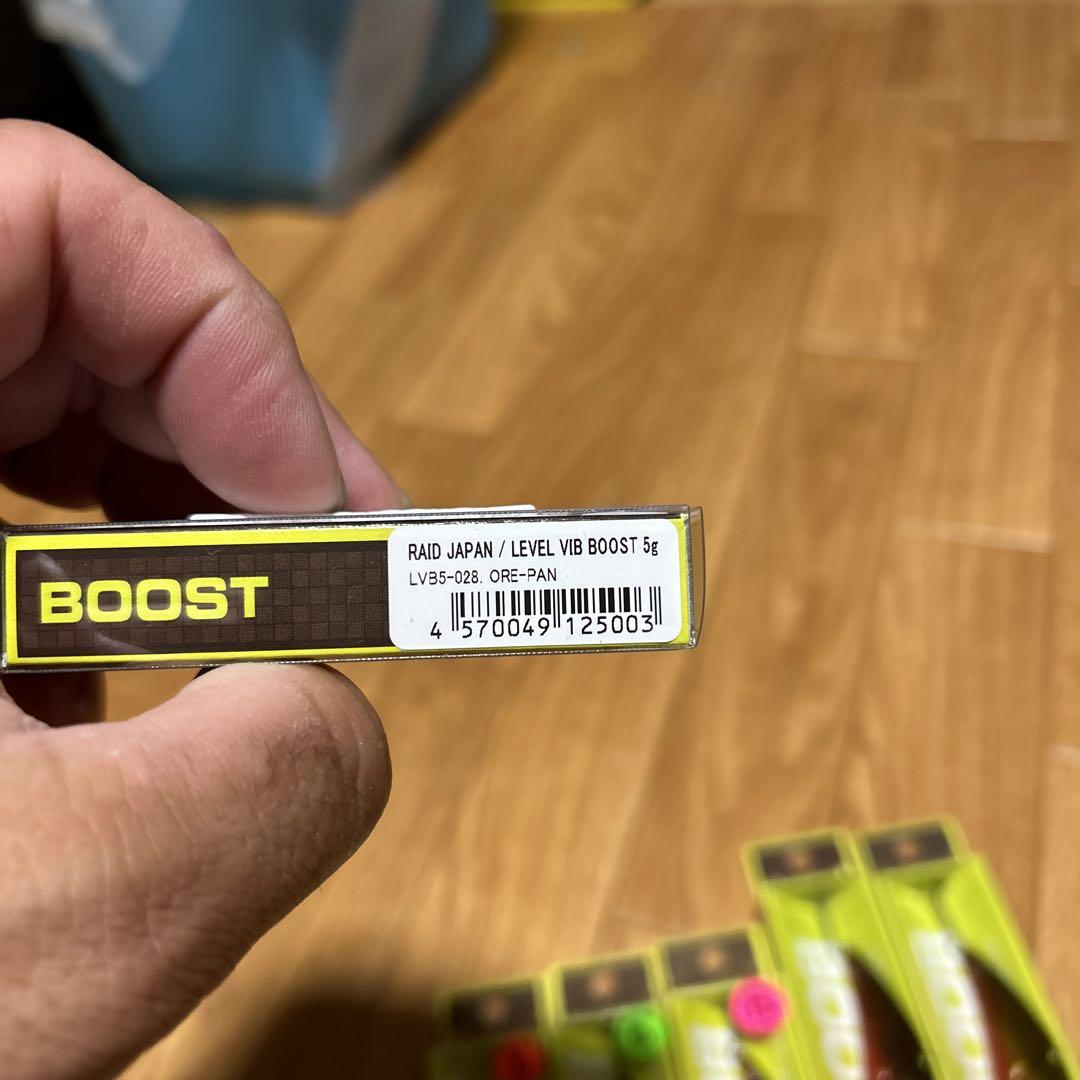 BOOST
RAID JAPAN / LEVEL VIB BOOST 5g
LVB5-028. ORE-PAN
4 570049 125003